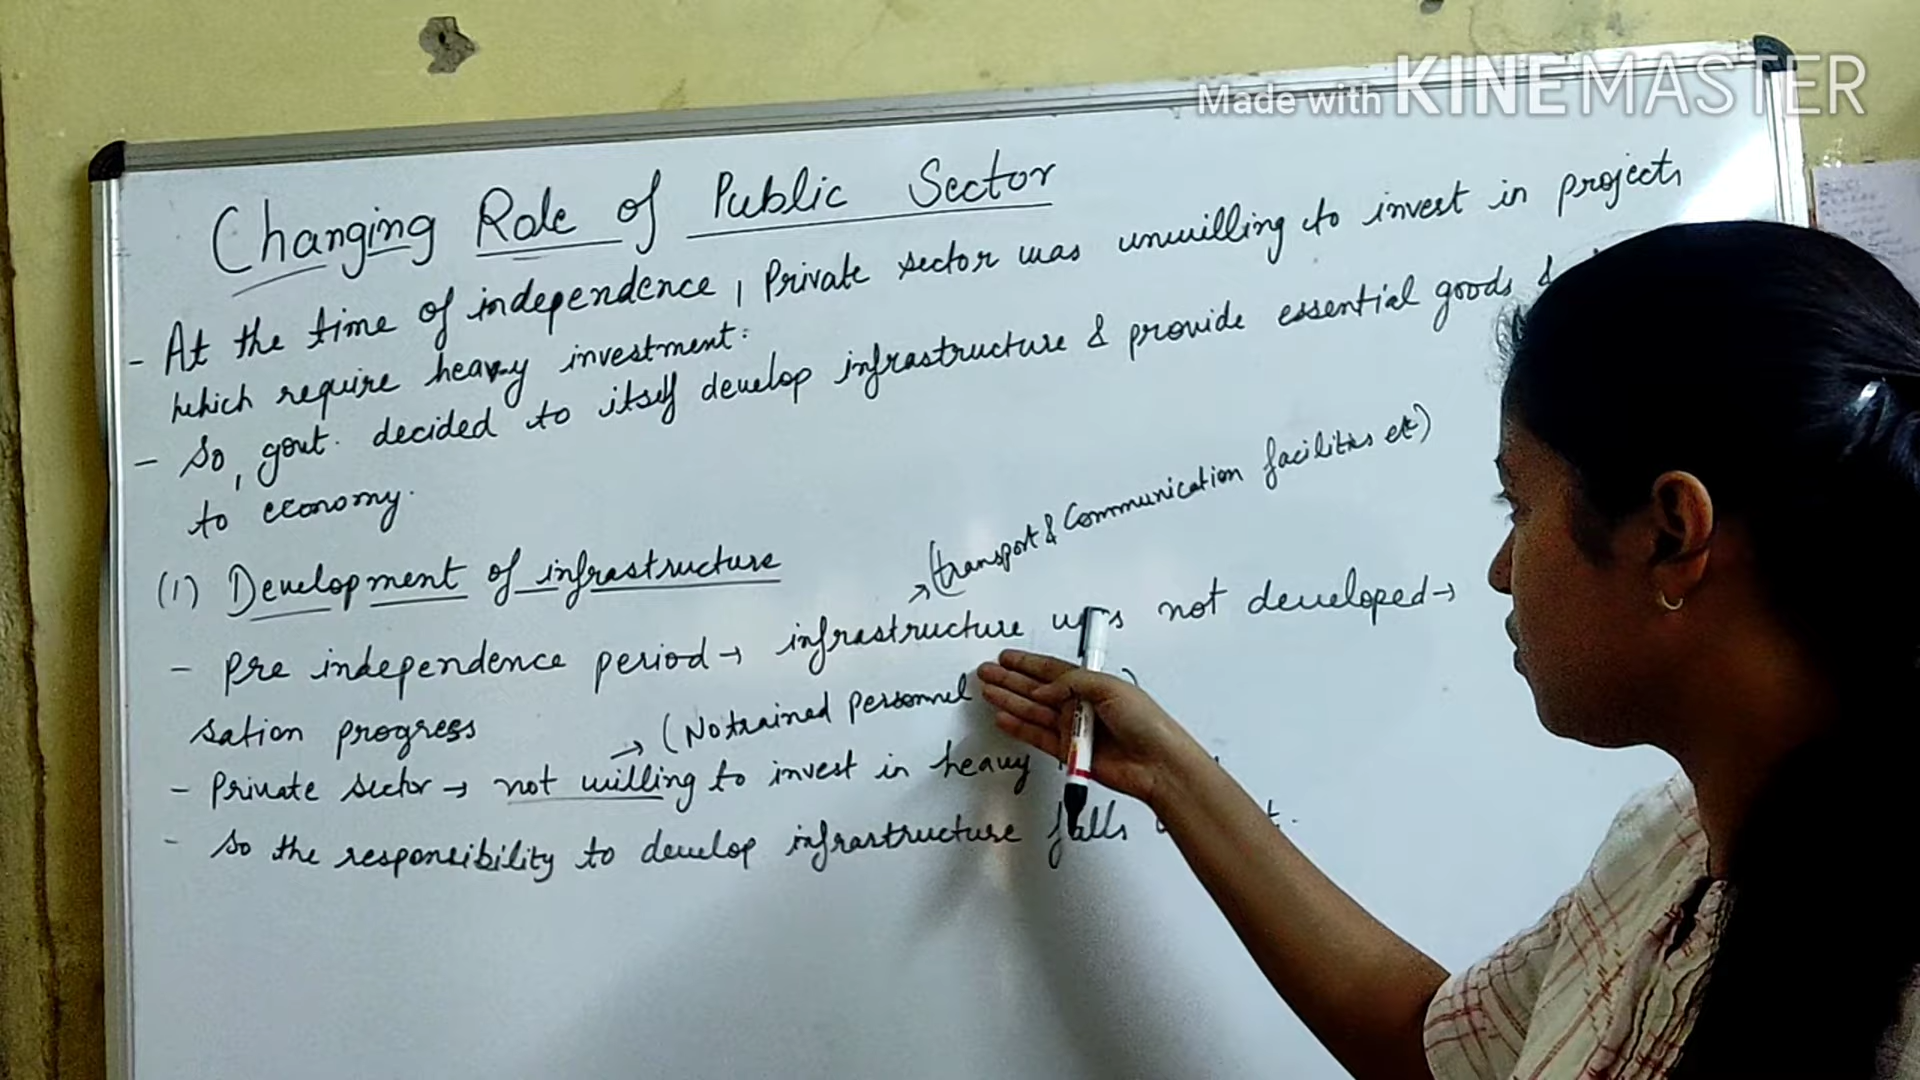 Made with KINEMASTER
Changing Role of Public Sector
- At the time of independence, Private sector was unwilling to invest in projects
which require heavy investment.
- So, govt. decided to itself develop infrastructure & provide essential goods &
to economy.
(1) Development of infrastructure
→ (transport & Communication facilities etc)
- Pre independence period → infrastructure was not developed →
sation progress
→ (No trained personnel
- Private sector → not willing to invest in heavy
- So the responsibility to develop infrastructure falls